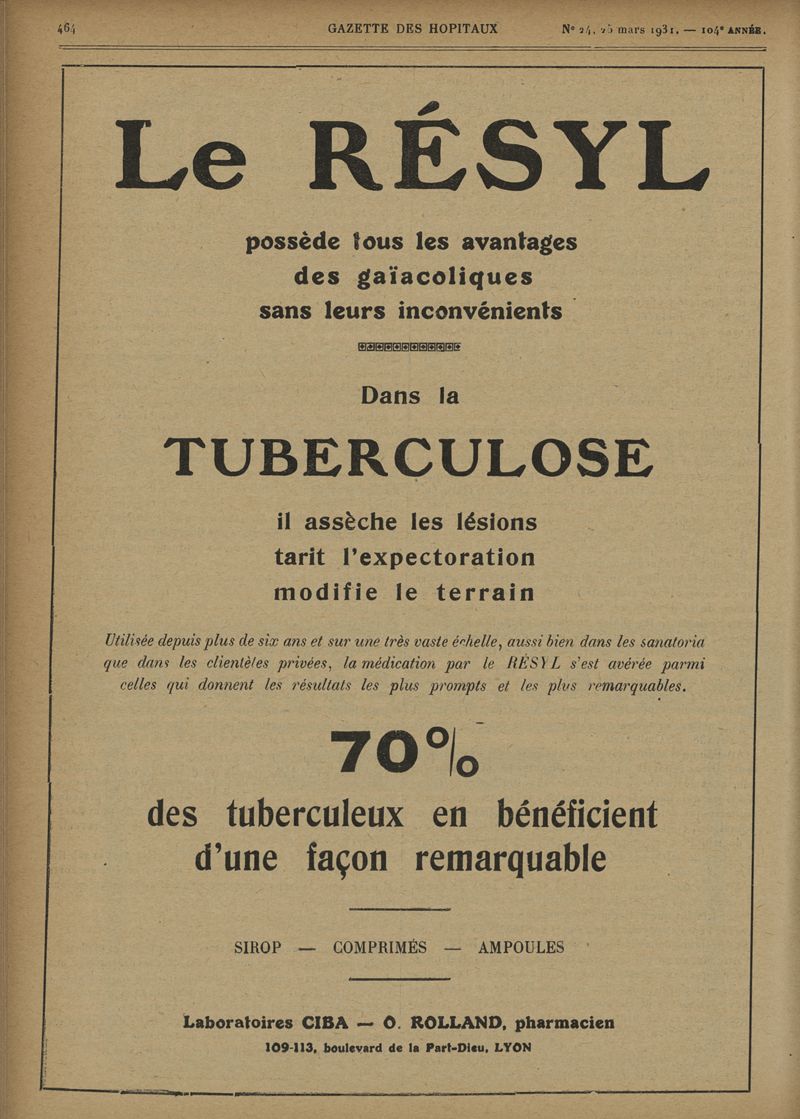 464 GAZETTE DES HOPITAUX Nº 24, 25 mars 1931. — 104e ANNÉE.
Le RÉSYL
possède tous les avantages
des gaïacoliques
sans leurs inconvénients
Dans la
TUBERCULOSE
il assèche les lésions
tarit l'expectoration
modifie le terrain
Utilisée depuis plus de six ans et sur une très vaste échelle, aussi bien dans les sanatoria
que dans les clientèles privées, la médication par le RÉSYL s'est avérée parmi
celles qui donnent les résultats les plus prompts et les plus remarquables.
70%
des tuberculeux en bénéficient
d'une façon remarquable
SIROP — COMPRIMÉS — AMPOULES
Laboratoires CIBA — O. ROLLAND, pharmacien
109-113, boulevard de la Part-Dieu, LYON